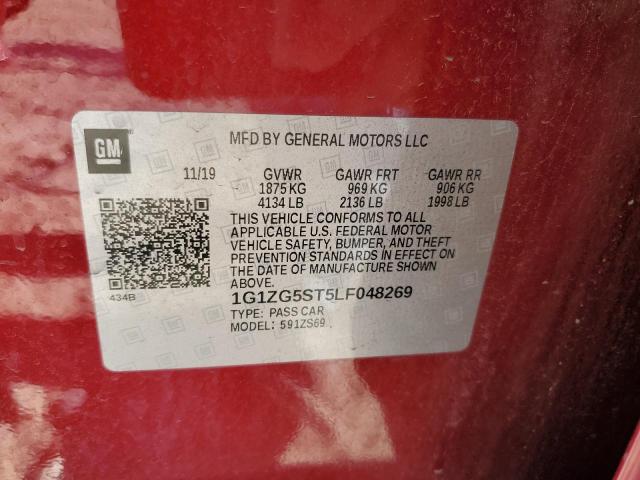 GM
MFD BY GENERAL MOTORS LLC
11/19 GVWR GAWR FRT GAWR RR
1875 KG 969 KG 906 KG
4134 LB 2136 LB 1998 LB
THIS VEHICLE CONFORMS TO ALL
APPLICABLE U.S. FEDERAL MOTOR
VEHICLE SAFETY, BUMPER, AND THEFT
PREVENTION STANDARDS IN EFFECT ON
THE DATE OF MANUFACTURE SHOWN
ABOVE.
434B
1G1ZG5ST5LF048269
TYPE: PASS CAR
MODEL: 591ZS69